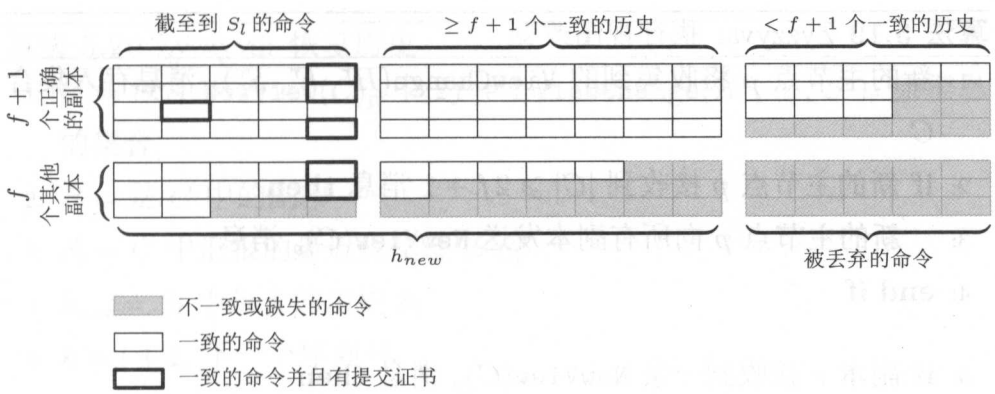 截至到 S_l 的命令
≥ f + 1 个一致的历史
< f + 1 个一致的历史
f + 1
个正确
的副本
f
个其他
副本
h_new
被丢弃的命令
不一致或缺失的命令
一致的命令
一致的命令并且有提交证书